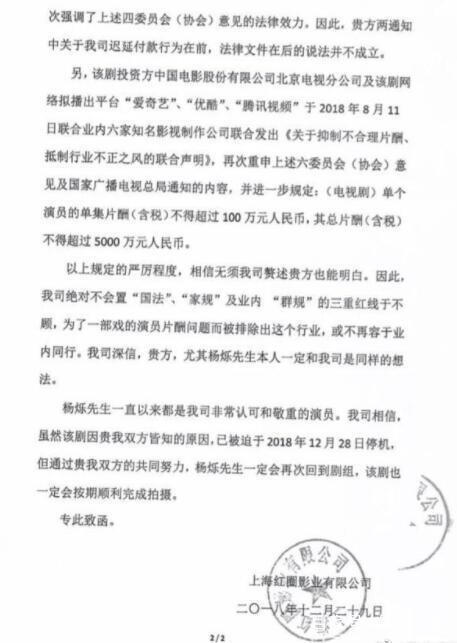 次强调了上述四委员会（协会）意见的法律效力。因此，贵方两通知
中关于我司迟延付款行为在前，法律文件在后的说法并不成立。
另，该剧投资方中国电影股份有限公司北京电视分公司及该剧网
络拟播出平台“爱奇艺”、“优酷”、“腾讯视频”于 2018 年 8 月 11
日联合业内六家知名影视制作公司联合发出《关于抑制不合理片酬、
抵制行业不正之风的联合声明》，再次重申上述六委员会（协会）意
见及国家广播电视总局通知的内容，并进一步规定：（电视剧）单个
演员的单集片酬（含税）不得超过 100 万元人民币，其总片酬（含税）
不得超过 5000 万元人民币。
以上规定的严厉程度，相信无须我司赘述贵方也能明白。因此，
我司绝对不会置“国法”、“家规”及业内 “群规”的三重红线于不
顾，为了一部戏的演员片酬问题而被排除出这个行业，或不再容于业
内同行。我司深信，贵方，尤其杨烁先生本人一定和我司是同样的想
法。
杨烁先生一直以来都是我司非常认可和敬重的演员。我司相信，
虽然该剧因贵我双方皆知的原因，已被迫于 2018 年 12 月 28 日停机，
但通过贵我双方的共同努力，杨烁先生一定会再次回到剧组，该剧也
一定会按期顺利完成拍摄。
专此致函。
公司
有限公司
上海红圈影业有限公司
二〇一八年十二月二十九日
2/2